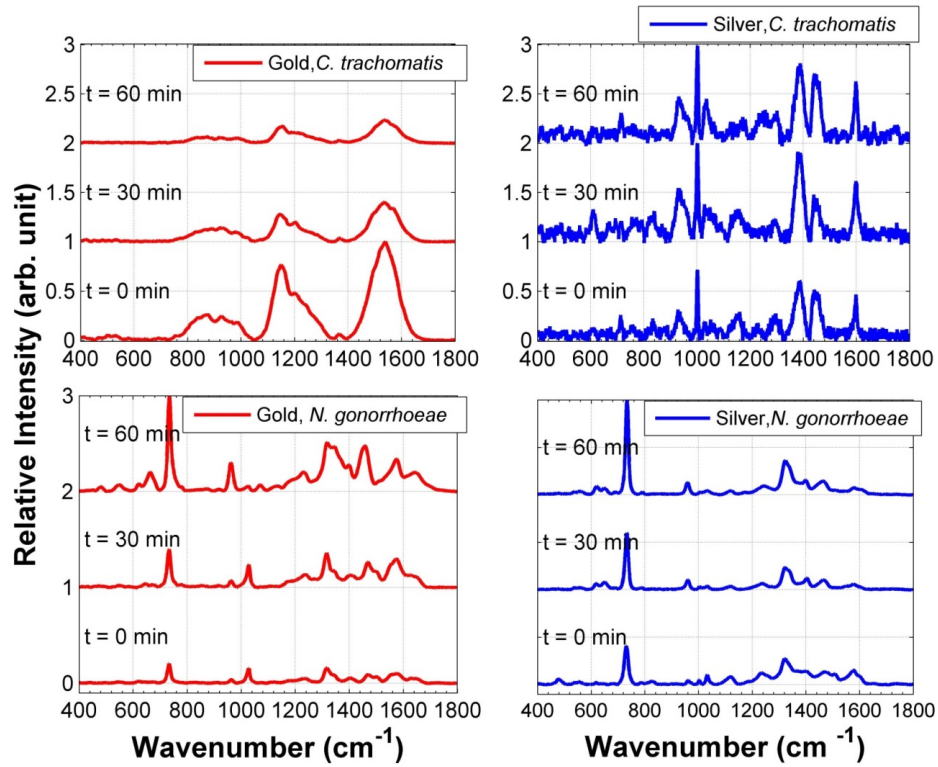 Gold, C. trachomatis
3
t = 60 min
2
t = 30 min
1
t = 0 min
0.5
0
400 600 800 1000 1200 1400 1600 1800
Silver, C. trachomatis
3
t = 60 min
2.5
2
t = 30 min
1.5
1
t = 0 min
0.5
0
400 600 800 1000 1200 1400 1600 1800
Relative Intensity (arb. unit)
Gold, N. gonorrhoeae
3
t = 60 min
2
t = 30 min
1
t = 0 min
0
400 600 800 1000 1200 1400 1600 1800
Wavenumber (cm⁻¹)
Silver, N. gonorrhoeae
t = 60 min
t = 30 min
t = 0 min
400 600 800 1000 1200 1400 1600 1800
Wavenumber (cm⁻¹)